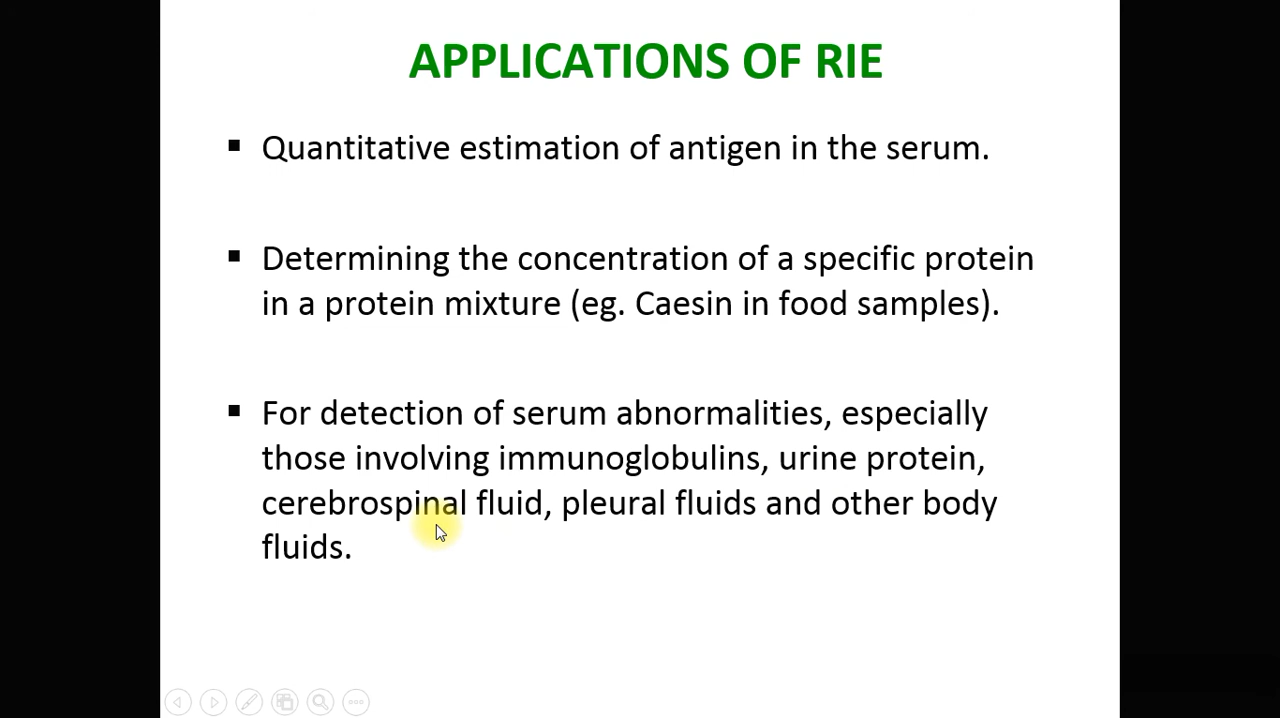 APPLICATIONS OF RIE
▪ Quantitative estimation of antigen in the serum.
▪ Determining the concentration of a specific protein
in a protein mixture (eg. Caesin in food samples).
▪ For detection of serum abnormalities, especially
those involving immunoglobulins, urine protein,
cerebrospinal fluid, pleural fluids and other body
fluids.